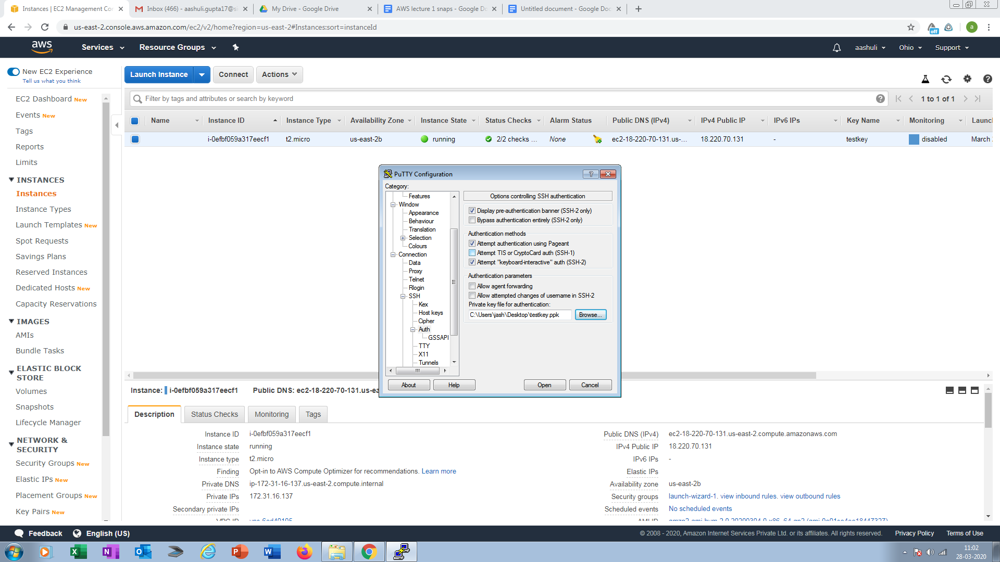 Instances | EC2 Management Con
Inbox (466) - aashuli.gupta17@si
My Drive - Google Drive
AWS lecture 1 snaps - Google Do
Untitled document - Google Doc
us-east-2.console.aws.amazon.com/ec2/v2/home?region=us-east-2#Instances:sort=instanceId
off
a
aws
Services
Resource Groups
aashuli
Ohio
Support
New EC2 Experience
Tell us what you think
Launch Instance
Connect
Actions
Filter by tags and attributes or search by keyword
1 to 1 of 1
Name
Instance ID
Instance Type
Availability Zone
Instance State
Status Checks
Alarm Status
Public DNS (IPv4)
IPv4 Public IP
IPv6 IPs
Key Name
Monitoring
Launch
i-0efbf059a317eecf1
t2.micro
us-east-2b
running
2/2 checks ...
None
ec2-18-220-70-131.us-...
18.220.70.131
-
testkey
disabled
March
EC2 Dashboard New
Events New
Tags
Reports
Limits
INSTANCES
Instances
Instance Types
Launch Templates New
Spot Requests
Savings Plans
Reserved Instances
Dedicated Hosts New
Capacity Reservations
IMAGES
AMIs
Bundle Tasks
ELASTIC BLOCK
STORE
Volumes
Snapshots
Lifecycle Manager
NETWORK &
SECURITY
Security Groups New
Elastic IPs New
Placement Groups New
Key Pairs New
PuTTY Configuration
?
Category:
Features
Window
Appearance
Behaviour
Translation
Selection
Colours
Connection
Data
Proxy
Telnet
Rlogin
SSH
Kex
Host keys
Cipher
Auth
GSSAPI
TTY
X11
Tunnels
Options controlling SSH authentication
Display pre-authentication banner (SSH-2 only)
Bypass authentication entirely (SSH-2 only)
Authentication methods
Attempt authentication using Pageant
Attempt TIS or CryptoCard auth (SSH-1)
Attempt "keyboard-interactive" auth (SSH-2)
Authentication parameters
Allow agent forwarding
Allow attempted changes of username in SSH-2
Private key file for authentication:
C:\Users\jash\Desktop\testkey.ppk
Browse...
About
Help
Open
Cancel
Instance: i-0efbf059a317eecf1
Public DNS: ec2-18-220-70-131.us-ea
Description
Status Checks
Monitoring
Tags
Instance ID i-0efbf059a317eecf1
Instance state running
Instance type t2.micro
Finding Opt-in to AWS Compute Optimizer for recommendations. Learn more
Private DNS ip-172-31-16-137.us-east-2.compute.internal
Private IPs 172.31.16.137
Secondary private IPs
VPC ID
Public DNS (IPv4) ec2-18-220-70-131.us-east-2.compute.amazonaws.com
IPv4 Public IP 18.220.70.131
IPv6 IPs -
Elastic IPs
Availability zone us-east-2b
Security groups launch-wizard-1. view inbound rules. view outbound rules
Scheduled events No scheduled events
AMI ID
Feedback
English (US)
© 2008 - 2020, Amazon Internet Services Private Ltd. or its affiliates. All rights reserved.
Privacy Policy
Terms of Use
11:02
28-03-2020